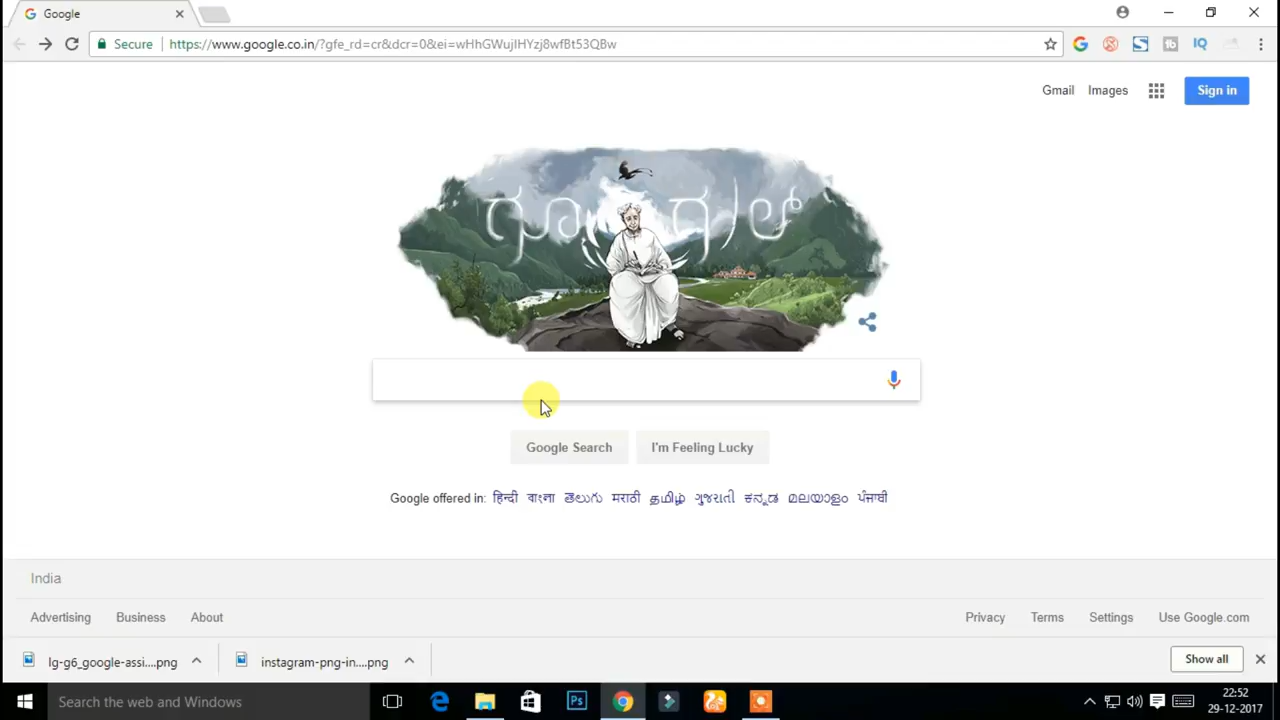 Google
Secure https://www.google.co.in/?gfe_rd=cr&dcr=0&ei=wHhGWujIHYzj8wfBt53QBw
Gmail Images Sign in
ಗೂಗಲ್
Google Search I'm Feeling Lucky
Google offered in: हिन्दी বাংলা తెలుగు मराठी தமிழ் ગુજરાતી ಕನ್ನಡ മലയാളം ਪੰਜਾਬੀ
India
Advertising Business About Privacy Terms Settings Use Google.com
lg-g6_google-assi....png instagram-png-in....png Show all
Search the web and Windows
22:52
29-12-2017